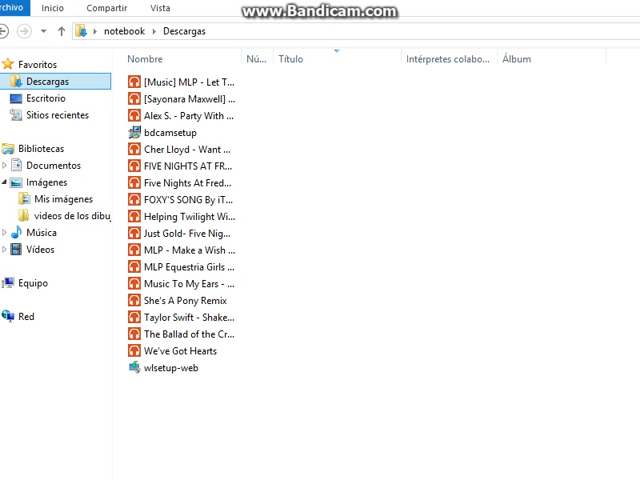 www.Bandicam.com
Archivo Inicio Compartir Vista
notebook Descargas
Nombre Nú... Título Intérpretes colabo... Álbum
Favoritos
Descargas
Escritorio
Sitios recientes
Bibliotecas
Documentos
Imágenes
Mis imágenes
videos de los dibu
Música
Vídeos
Equipo
Red
[Music] MLP - Let T...
[Sayonara Maxwell] ...
Alex S. - Party With ...
bdcamsetup
Cher Lloyd - Want ...
FIVE NIGHTS AT FR...
Five Nights At Fred...
FOXY'S SONG By iT...
Helping Twilight Wi...
Just Gold- Five Nig...
MLP - Make a Wish ...
MLP Equestria Girls ...
Music To My Ears - ...
She's A Pony Remix
Taylor Swift - Shake...
The Ballad of the Cr...
We've Got Hearts
wlsetup-web